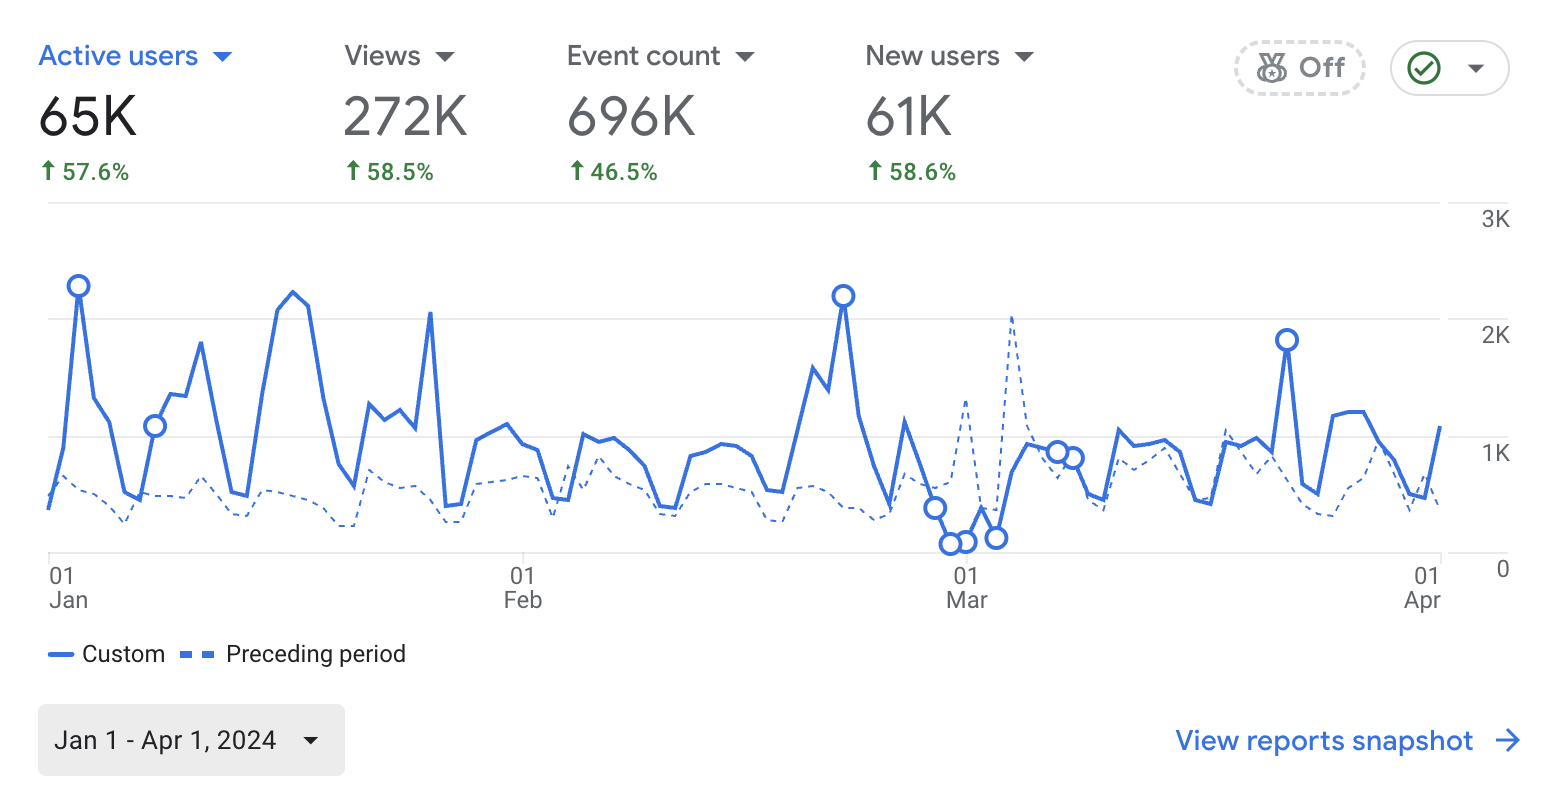 Active users
Views
Event count
New users
Off
65K
272K
696K
61K
57.6%
58.5%
46.5%
58.6%
3K
2K
1K
0
01
Jan
01
Feb
01
Mar
01
Apr
Custom
Preceding period
Jan 1 - Apr 1, 2024
View reports snapshot